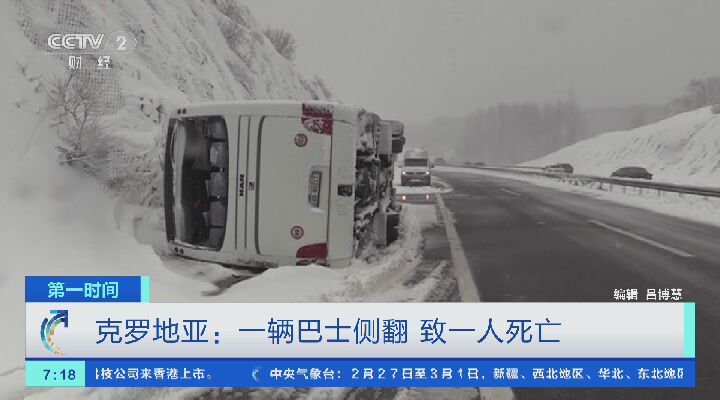 CCTV 2
财经
MAN
编辑 吕博慧
第一时间
克罗地亚：一辆巴士侧翻 致一人死亡
7:18
技公司来香港上市。 中央气象台：2月27日至3月1日，新疆、西北地区、华北、东北地区